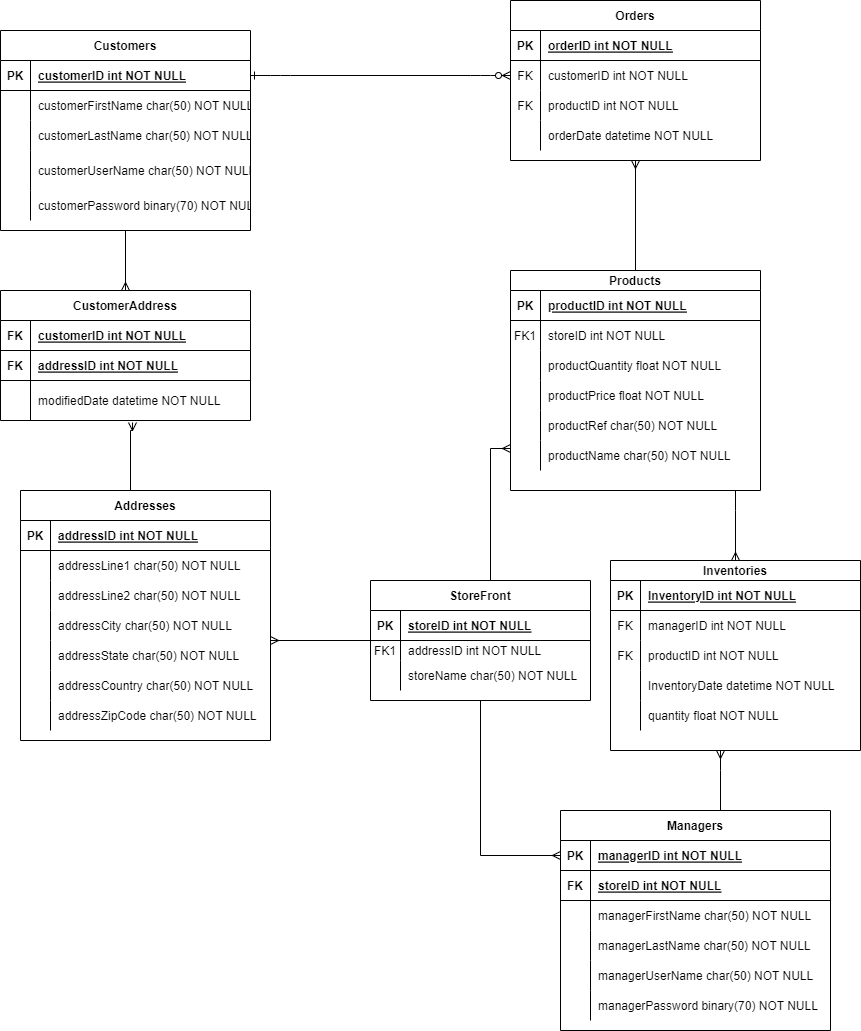 Customers
PK customerID int NOT NULL
customerFirstName char(50) NOT NULL
customerLastName char(50) NOT NULL
customerUserName char(50) NOT NULL
customerPassword binary(70) NOT NUL
Orders
PK orderID int NOT NULL
FK customerID int NOT NULL
FK productID int NOT NULL
orderDate datetime NOT NULL
CustomerAddress
FK customerID int NOT NULL
FK addressID int NOT NULL
modifiedDate datetime NOT NULL
Products
PK productID int NOT NULL
FK1 storeID int NOT NULL
productQuantity float NOT NULL
productPrice float NOT NULL
productRef char(50) NOT NULL
productName char(50) NOT NULL
Addresses
PK addressID int NOT NULL
addressLine1 char(50) NOT NULL
addressLine2 char(50) NOT NULL
addressCity char(50) NOT NULL
addressState char(50) NOT NULL
addressCountry char(50) NOT NULL
addressZipCode char(50) NOT NULL
StoreFront
PK storeID int NOT NULL
FK1 addressID int NOT NULL
storeName char(50) NOT NULL
Inventories
PK InventoryID int NOT NULL
FK managerID int NOT NULL
FK productID int NOT NULL
InventoryDate datetime NOT NULL
quantity float NOT NULL
Managers
PK managerID int NOT NULL
FK storeID int NOT NULL
managerFirstName char(50) NOT NULL
managerLastName char(50) NOT NULL
managerUserName char(50) NOT NULL
managerPassword binary(70) NOT NULL